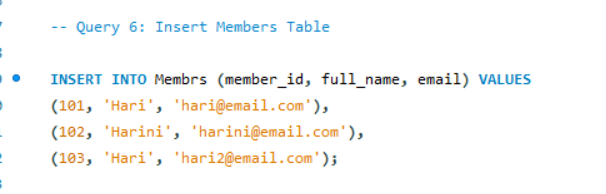 -- Query 6: Insert Members Table
INSERT INTO Membrs (member_id, full_name, email) VALUES
(101, 'Hari', 'hari@email.com'),
(102, 'Harini', 'harini@email.com'),
(103, 'Hari', 'hari2@email.com');